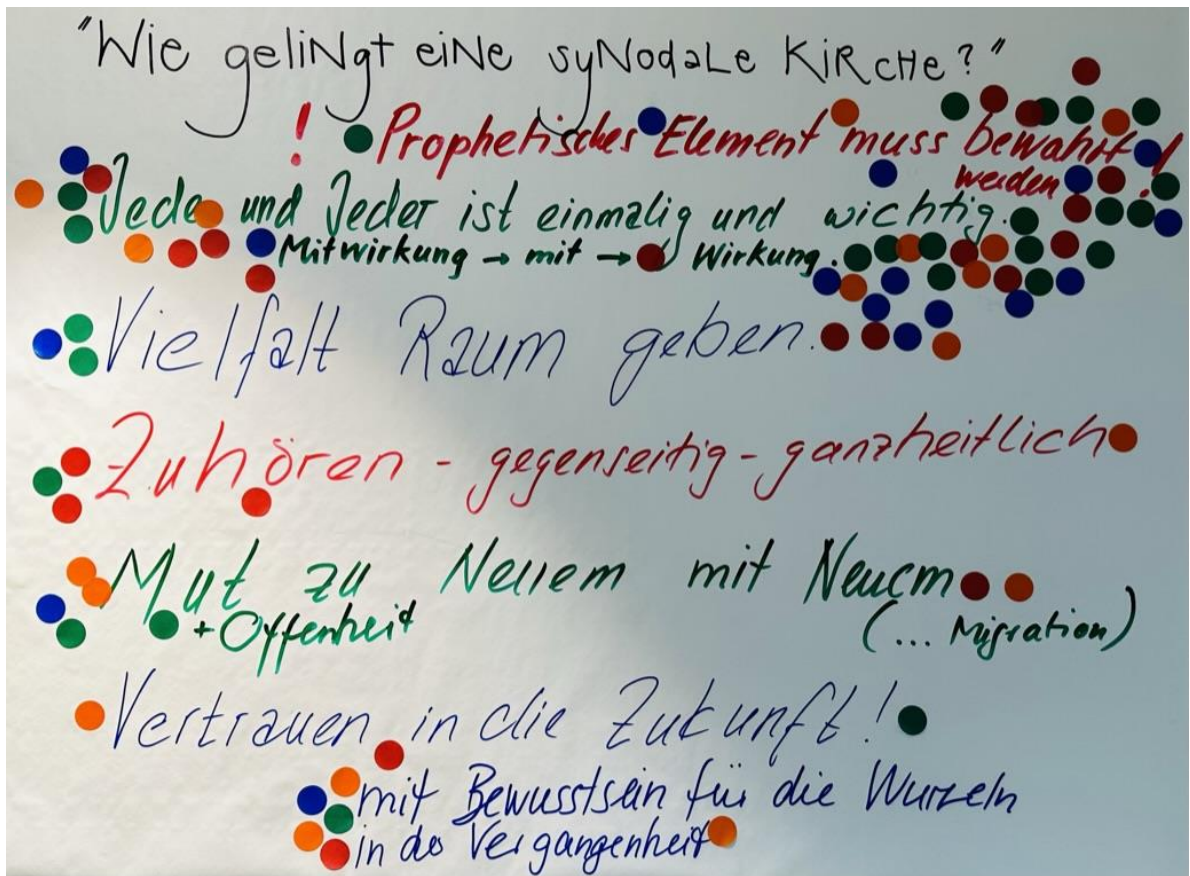 "Wie gelingt eine synodale Kirche?"
! Prophetisches Element muss bewahrt
werden!
Jede und Jeder ist einmalig und wichtig.
Mitwirkung → mit → Wirkung.
Vielfalt Raum geben.
Zuhören - gegenseitig - ganzheitlich
Mut zu Neuem mit Neuem
+ Offenheit (... Migration)
Vertrauen in die Zukunft!
mit Bewusstsein für die Wurzeln
in der Vergangenheit